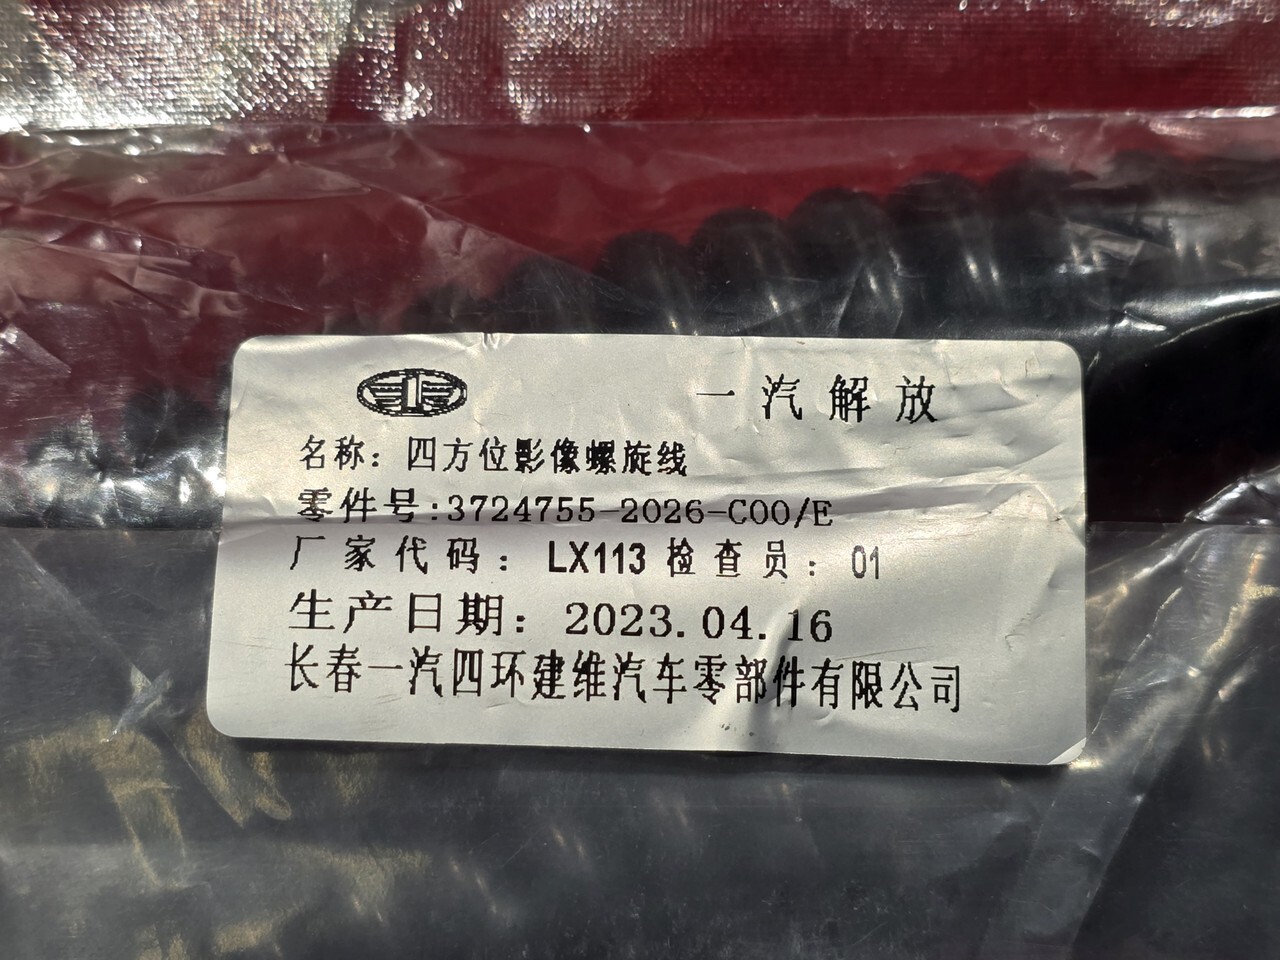 一汽解放
名称：四方位影像螺旋线
零件号:3724755-2026-C00/E
厂家代码：LX113 检查员：01
生产日期：2023.04.16
长春一汽四环建维汽车零部件有限公司